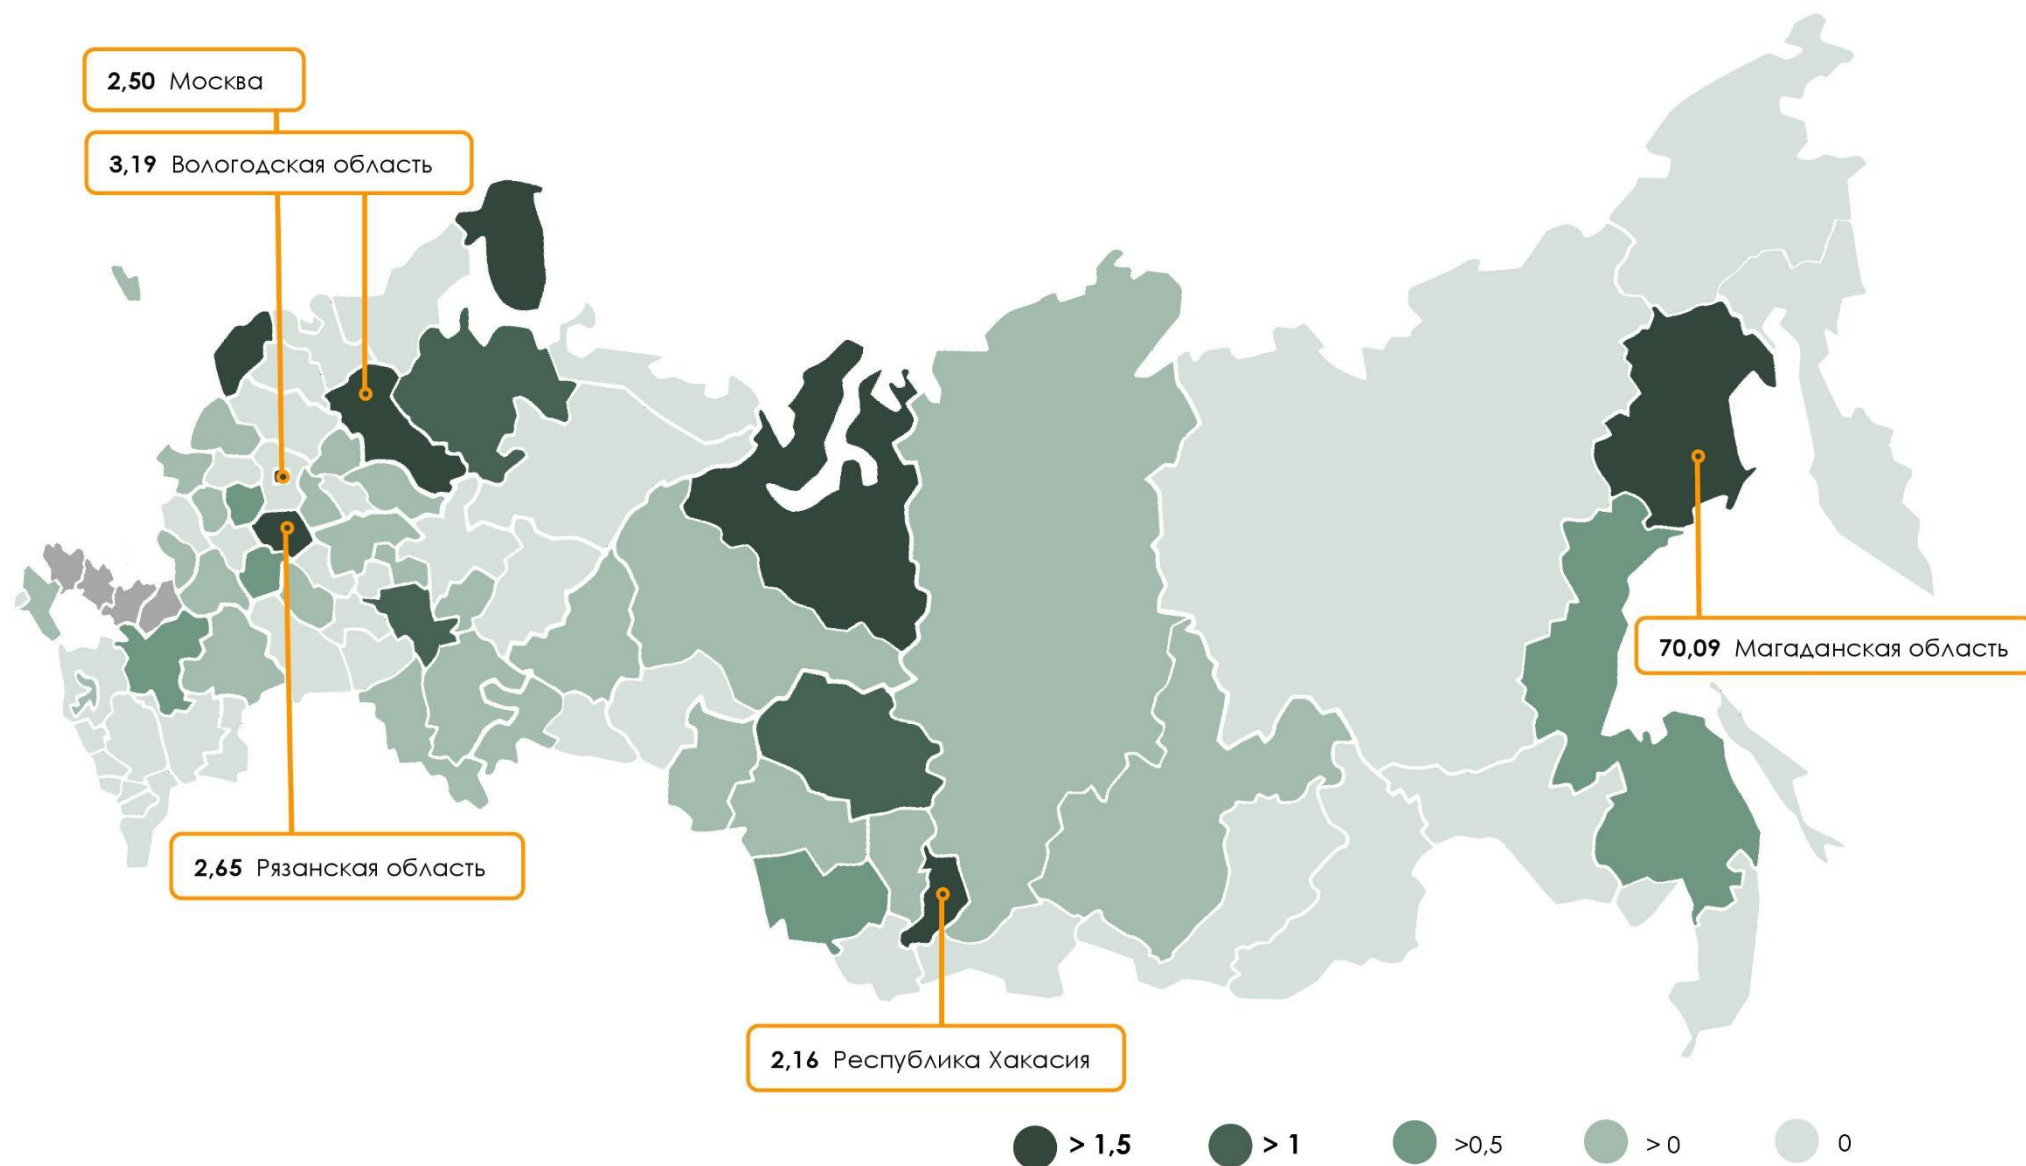 2,50 Москва
3,19 Вологодская область
70,09 Магаданская область
2,65 Рязанская область
2,16 Республика Хакасия
> 1,5
> 1
>0,5
> 0
0